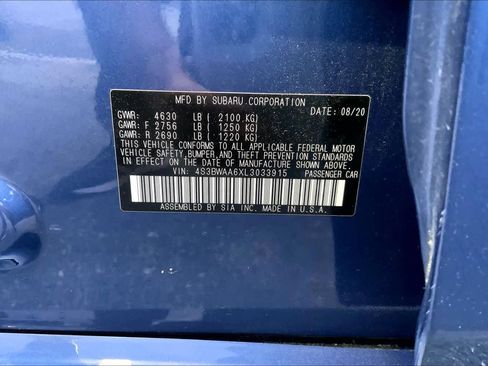 MFD BY SUBARU CORPORATION
GVWR: 4630 LB ( 2100.KG) DATE: 08/20
GAWR: F 2756 LB ( 1250 KG)
GAWR: R 2690 LB ( 1220 KG)
THIS VEHICLE CONFORMS TO ALL APPLICABLE FEDERAL MOTOR
VEHICLE SAFETY,BUMPER,AND THEFT PREVENTION STANDARDS
IN EFFECT ON THE DATE OF MANUFACTURE SHOWN ABOVE.
VIN: 4S3BWAA6XL3033915 PASSENGER CAR
ASSEMBLED BY SIA INC. MADE IN U.S.A.